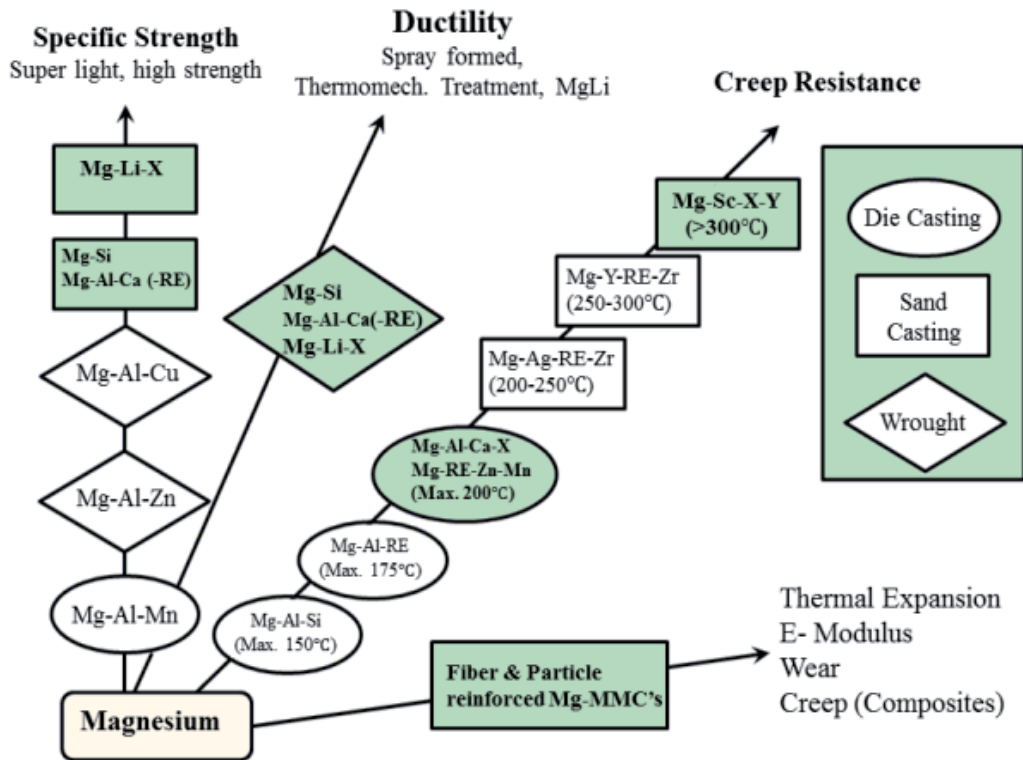 Specific Strength
Super light, high strength
Ductility
Spray formed,
Thermomech. Treatment, MgLi
Creep Resistance
Mg-Li-X
Mg-Si
Mg-Al-Ca (-RE)
Mg-Al-Cu
Mg-Al-Zn
Mg-Al-Mn
Magnesium
Mg-Si
Mg-Al-Ca(-RE)
Mg-Li-X
Mg-Sc-X-Y
(>300℃)
Mg-Y-RE-Zr
(250-300℃)
Mg-Ag-RE-Zr
(200-250℃)
Mg-Al-Ca-X
Mg-RE-Zn-Mn
(Max. 200℃)
Mg-Al-RE
(Max. 175℃)
Mg-Al-Si
(Max. 150℃)
Fiber & Particle
reinforced Mg-MMC's
Thermal Expansion
E- Modulus
Wear
Creep (Composites)
Die Casting
Sand
Casting
Wrought